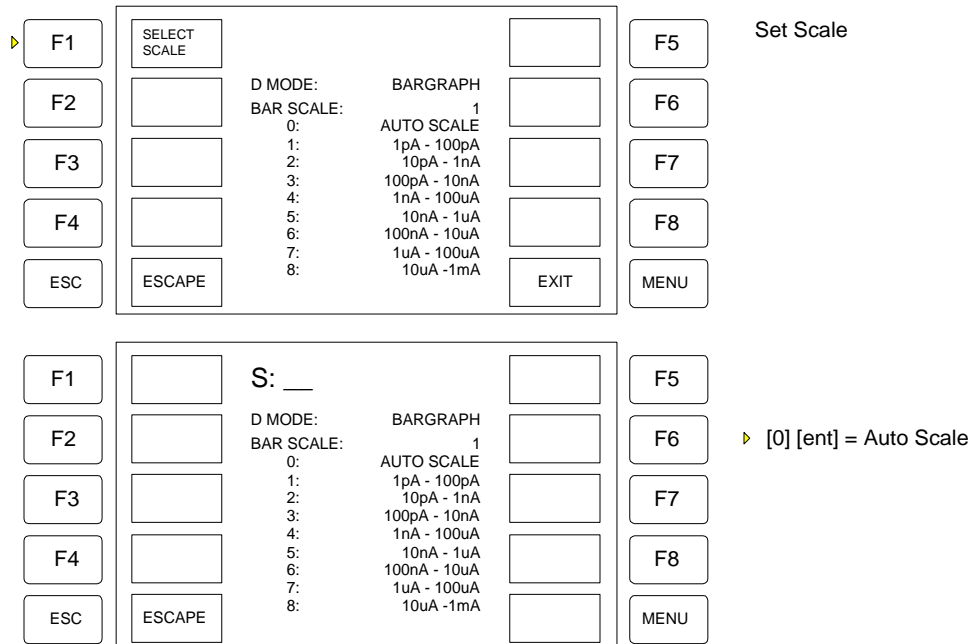 Set Scale
F1 SELECT F5
SCALE
D MODE: BARGRAPH
F2 BAR SCALE: 1 F6
0: AUTO SCALE
1: 1pA - 100pA
F3 2: 10pA - 1nA F7
3: 100pA - 10nA
4: 1nA - 100uA
F4 5: 10nA - 1uA F8
6: 100nA - 10uA
7: 1uA - 100uA
8: 10uA -1mA
ESC ESCAPE EXIT MENU
F1 S: __ F5
D MODE: BARGRAPH
F2 BAR SCALE: 1 F6 [0] [ent] = Auto Scale
0: AUTO SCALE
1: 1pA - 100pA
F3 2: 10pA - 1nA F7
3: 100pA - 10nA
4: 1nA - 100uA
F4 5: 10nA - 1uA F8
6: 100nA - 10uA
7: 1uA - 100uA
8: 10uA -1mA
ESC ESCAPE MENU